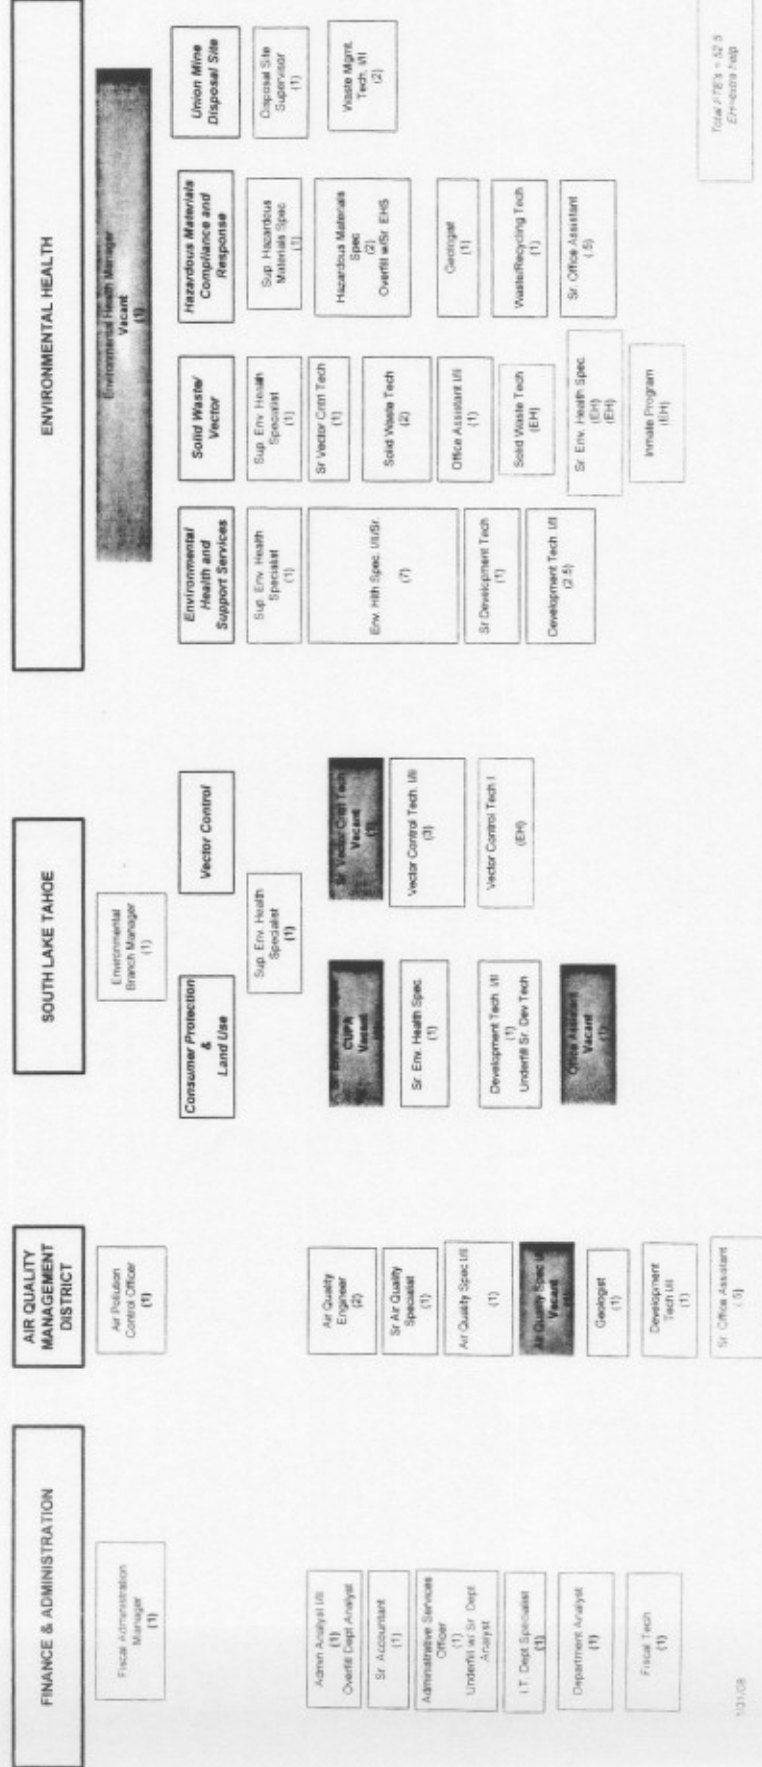 FINANCE & ADMINISTRATION
Fiscal Administration
Manager
(1)
Admin Analyst I/II
(1)
Overfill Dept Analyst
Sr. Accountant
(1)
Administrative Services
Officer
(1)
Underfill w/ Sr. Dept
Analyst
I.T. Dept Specialist
(1)
Department Analyst
(1)
Fiscal Tech
(1)
AIR QUALITY
MANAGEMENT
DISTRICT
Air Pollution
Control Officer
(1)
Air Quality
Engineer
(2)
Sr Air Quality
Specialist
(1)
Air Quality Spec I/II
(1)
Air Quality Spec I/II
Vacant
Geologist
(1)
Development
Tech I/II
(1)
Sr. Office Assistant
(.5)
SOUTH LAKE TAHOE
Environmental
Branch Manager
(1)
Consumer Protection
&
Land Use
Vector Control
Sup. Env. Health
Specialist
(1)
CUPA
Vacant
Sr. Env. Health Spec.
(1)
Development Tech. I/II
(1)
Underfill Sr. Dev Tech
Office Assistant
Vacant
(1)
Sr. Vector Cntrl Tech
Vacant
(1)
Vector Control Tech. I/II
(3)
Vector Control Tech I
(EH)
ENVIRONMENTAL HEALTH
Environmental Health Manager
Vacant
(1)
Environmental
Health and
Support Services
Sup. Env. Health
Specialist
(1)
Env. Hlth Spec. I/II/Sr.
(7)
Sr Development Tech
(1)
Development Tech. I/II
(2.5)
Solid Waste/
Vector
Sup. Env. Health
Specialist
(1)
Sr Vector Cntrl Tech
(1)
Solid Waste Tech
(2)
Office Assistant I/II
(1)
Solid Waste Tech
(EH)
Sr. Env. Health Spec.
(EH)
(EH)
Inmate Program
(EH)
Hazardous Materials
Compliance and
Response
Sup. Hazardous
Materials Spec
(1)
Hazardous Materials
Spec
(2)
Overfill w/Sr. EHS
Geologist
(1)
Waste/Recycling Tech
(1)
Sr. Office Assistant
(.5)
Union Mine
Disposal Site
Disposal Site
Supervisor
(1)
Waste Mgmt.
Tech. I/II
(2)
Total FTE's = 52.5
EH=extra help